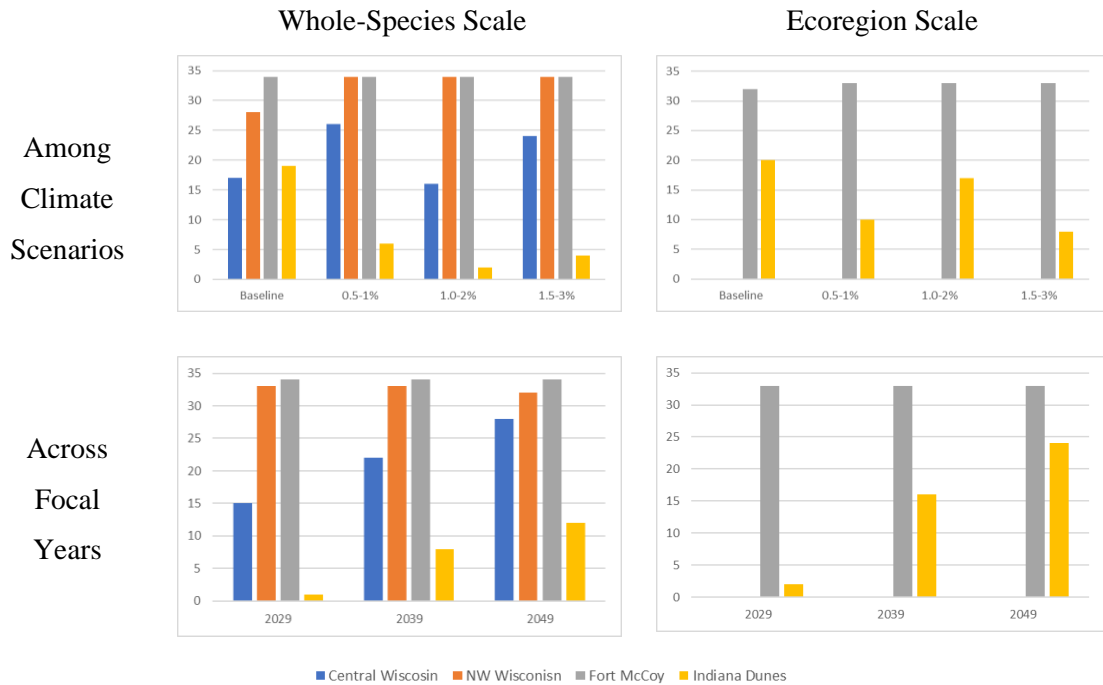 Whole-Species Scale
Ecoregion Scale
Among
Climate
Scenarios
35
30
25
20
15
10
5
0
Baseline 0.5-1% 1.0-2% 1.5-3%
35
30
25
20
15
10
5
0
Baseline 0.5-1% 1.0-2% 1.5-3%
Across
Focal
Years
35
30
25
20
15
10
5
0
2029 2039 2049
35
30
25
20
15
10
5
0
2029 2039 2049
Central Wiscosin NW Wisconisn Fort McCoy Indiana Dunes